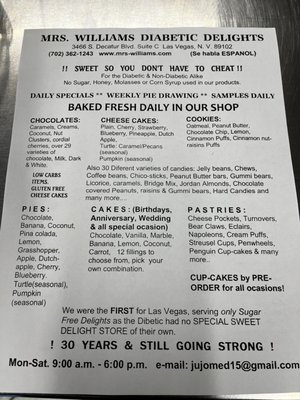 MRS. WILLIAMS DIABETIC DELIGHTS
3466 S. Decatur Blvd. Suite C Las Vegas, N. V. 89102
(702) 362-1243 www.mrs-williams.com (Se habla ESPANOL)
!! SWEET SO YOU DON'T HAVE TO CHEAT !!
For the Diabetic & Non-Diabetic Alike
No Sugar, Honey, Molasses or Corn Syrup used in our products.
DAILY SPECIALS ** WEEKLY PIE DRAWING ** SAMPLES DAILY
BAKED FRESH DAILY IN OUR SHOP
CHOCOLATES:
Caramels, Creams,
Coconut, Nut
Clusters, cordial
cherries, over 29
varieties of
chocolate, Milk, Dark
& White.
LOW CARBS
ITEMS,
GLUTEN FREE
CHEESE CAKES
CHEESE CAKES:
Plain, Cherry, Strawberry,
Blueberry, Pineapple, Dutch
Apple,
Turtle: Caramel/Pecans
(seasonal)
Pumpkin (seasonal)
COOKIES:
Oatmeal, Peanut Butter,
Chocolate Chip, Lemon,
Cinnamon Puffs, Cinnamon nut-
raisins Puffs
Also 30 Diferent varieties of candies: Jelly beans, Chews,
Coffee beans, Chico-sticks, Peanut Butter bars, Gummi bears,
Licorice, caramels, Bridge Mix, Jordan Almonds, Chocolate
covered Peanuts, raisins & Gummi bears, Hard Candies and
many more....
PIES:
Chocolate,
Banana, Coconut,
Pina colada,
Lemon,
Grasshopper,
Apple, Dutch-
apple, Cherry,
Blueberry.
Turtle(seasonal),
Pumpkin
(seasonal)
CAKES: (Birthdays,
Anniversary, Wedding &
all special ocassion)
Chocolate, Vanilla, Marble,
Banana, Lemon, Coconut,
Carrot, 12 fillings to
choose from, pick your
own combination.
PASTRIES:
Cheese Pockets, Turnovers,
Bear Claws, Eclairs,
Napoleons, Cream Puffs,
Streusel Cups, Penwheels,
Penguin Cup-cakes & many
more..
CUP-CAKES by PRE-
ORDER for all ocasions!
We were the FIRST for Las Vegas, serving only Sugar
Free Delights as the Dibetic had no SPECIAL SWEET
DELIGHT STORE of their own.
! 30 YEARS & STILL GOING STRONG !
Mon-Sat. 9:00 a.m. - 6:00 p.m. e-mail: jujomed15@gmail.com